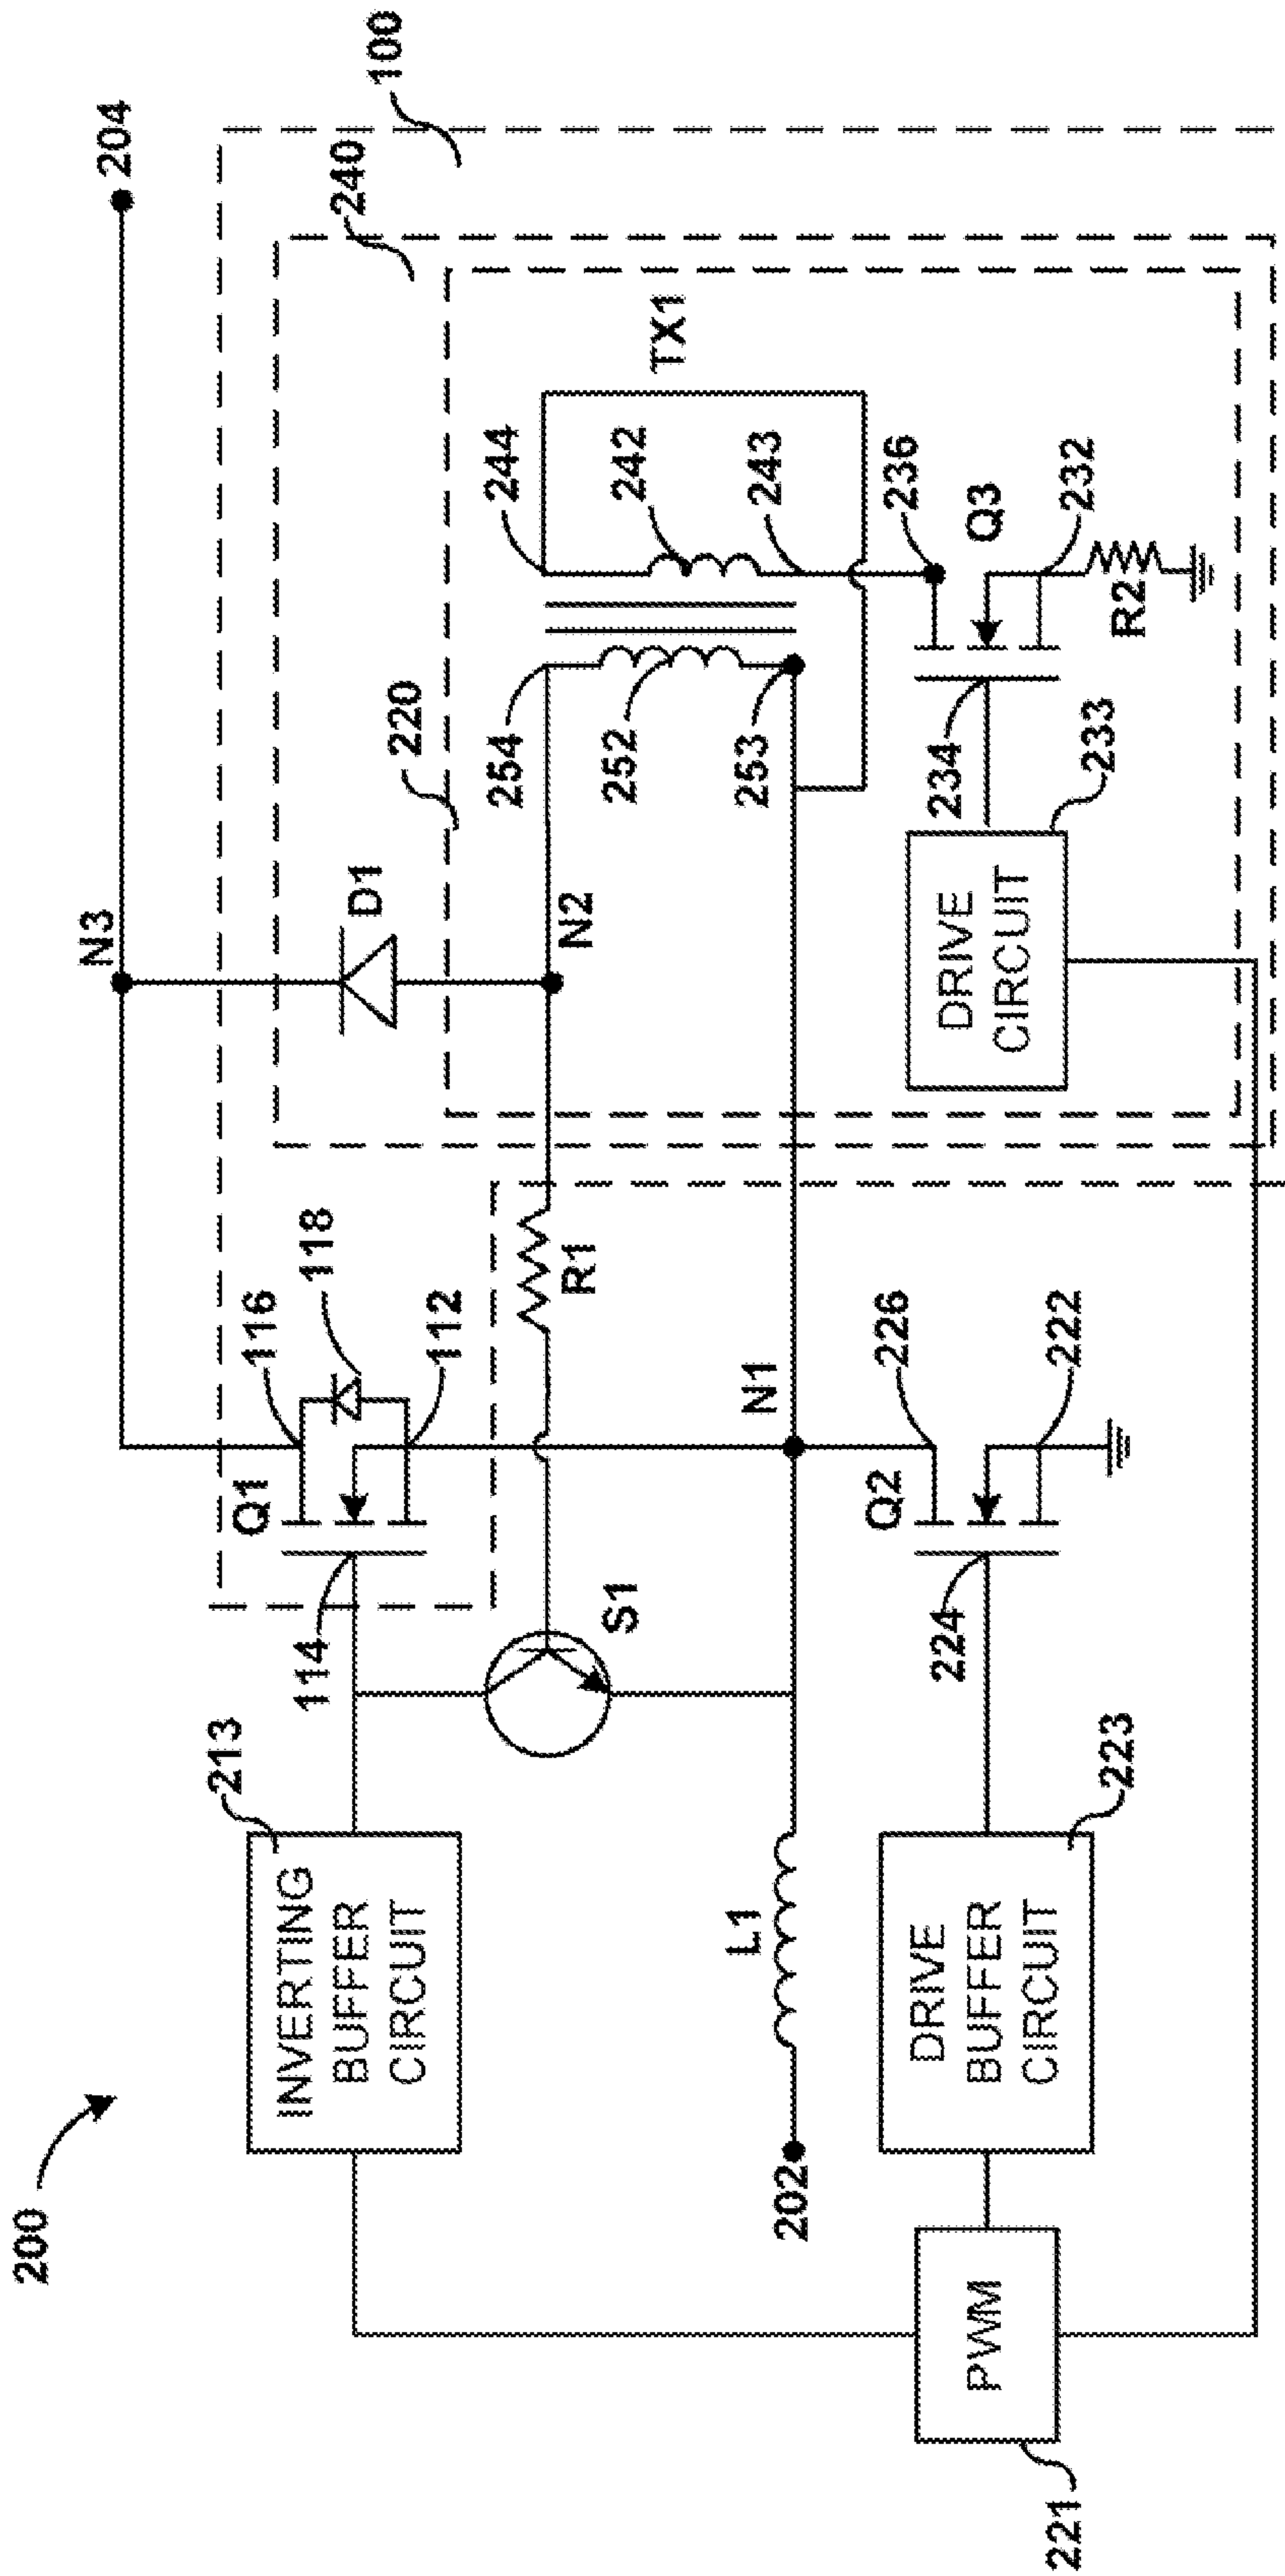 200
204
N3
100
213
Q1
116
118
240
INVERTING
BUFFER
CIRCUIT
114
112
D1
220
254
244
S1
R1
N2
252
242
TX1
L1
N1
253
243
202
Q2
226
236
224
234
Q3
PWM
DRIVE
BUFFER
CIRCUIT
DRIVE
CIRCUIT
222
232
221
223
233
R2